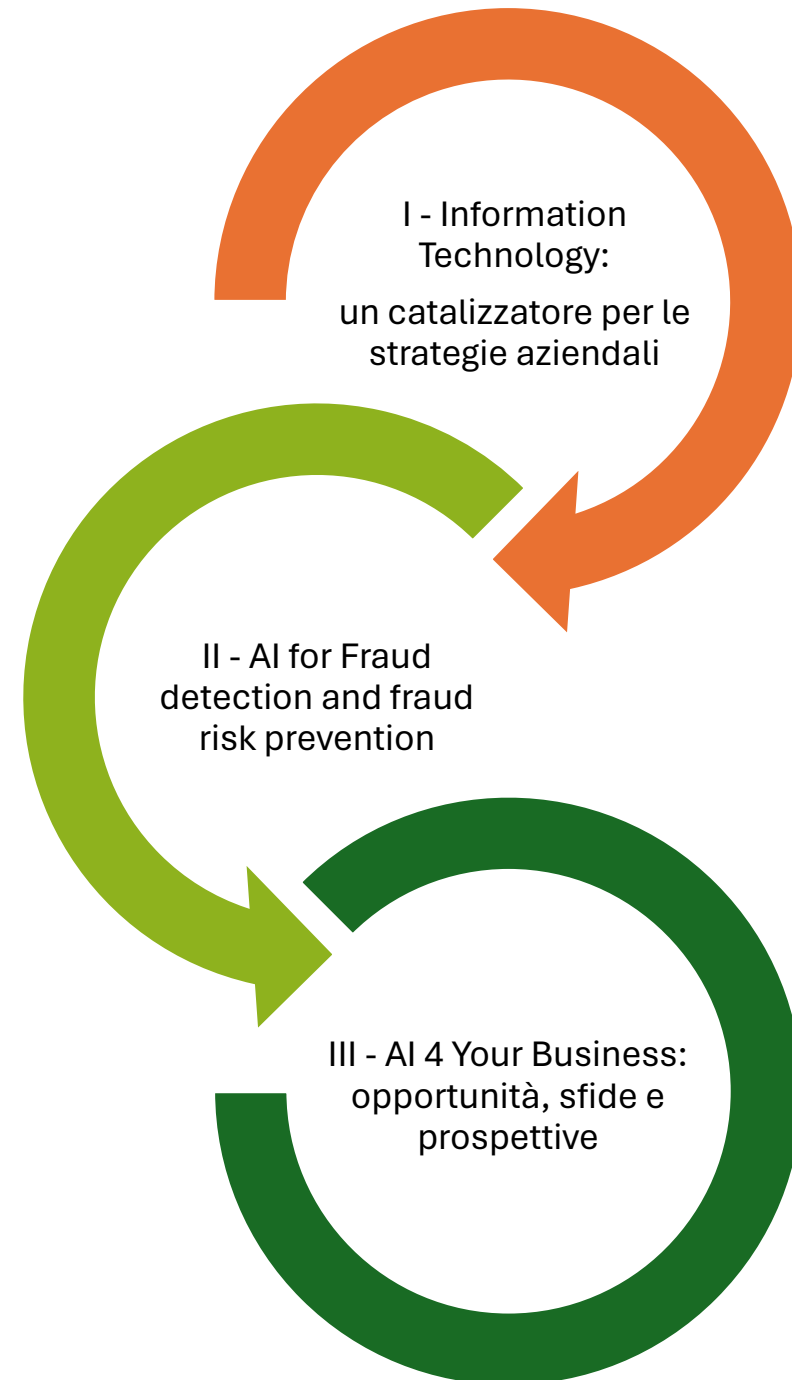 I - Information
Technology:
un catalizzatore per le
strategie aziendali
II - AI for Fraud
detection and fraud
risk prevention
III - AI 4 Your Business:
opportunità, sfide e
prospettive